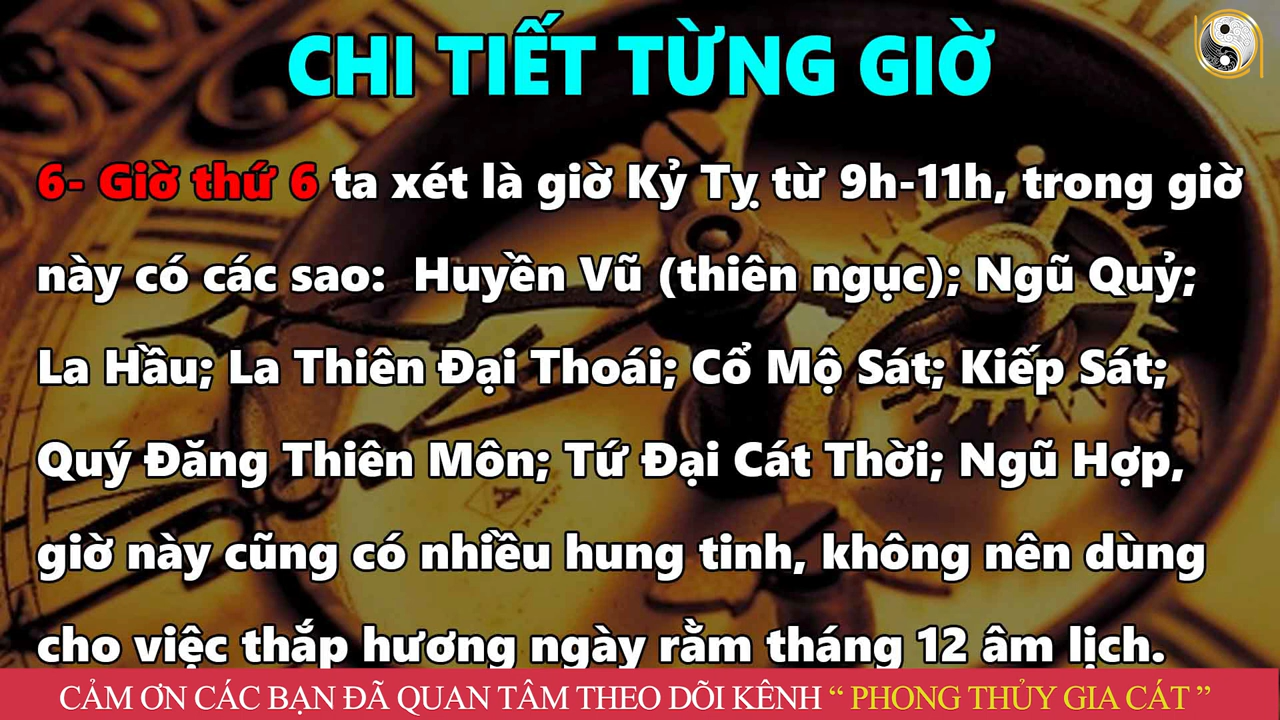 CHI TIẾT TỪNG GIỜ
6- Giờ thứ 6 ta xét là giờ Kỷ Tỵ từ 9h-11h, trong giờ
này có các sao: Huyền Vũ (thiên ngục); Ngũ Quỷ;
La Hầu; La Thiên Đại Thoái; Cổ Mộ Sát; Kiếp Sát;
Quý Đăng Thiên Môn; Tứ Đại Cát Thời; Ngũ Hợp,
giờ này cũng có nhiều hung tinh, không nên dùng
cho việc thắp hương ngày rằm tháng 12 âm lịch.
CẢM ƠN CÁC BẠN ĐÃ QUAN TÂM THEO DÕI KÊNH “ PHONG THỦY GIA CÁT ”